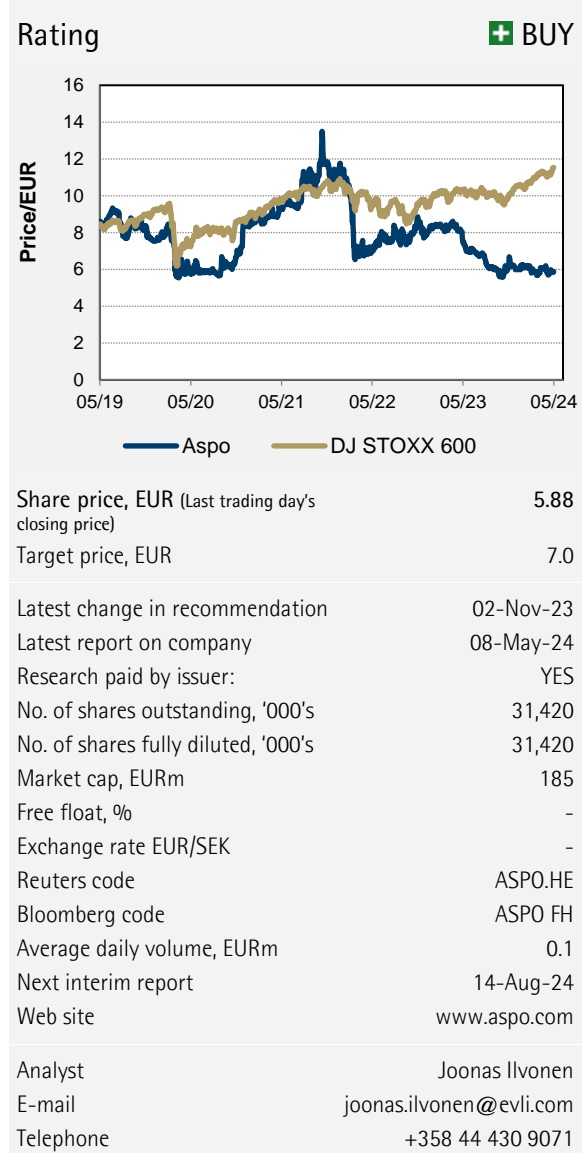 Rating BUY
Price/EUR
16
14
12
10
8
6
4
2
0
05/19 05/20 05/21 05/22 05/23 05/24
Aspo DJ STOXX 600
Share price, EUR (Last trading day's 5.88
closing price)
Target price, EUR 7.0
Latest change in recommendation 02-Nov-23
Latest report on company 08-May-24
Research paid by issuer: YES
No. of shares outstanding, '000's 31,420
No. of shares fully diluted, '000's 31,420
Market cap, EURm 185
Free float, % -
Exchange rate EUR/SEK -
Reuters code ASPO.HE
Bloomberg code ASPO FH
Average daily volume, EURm 0.1
Next interim report 14-Aug-24
Web site www.aspo.com
Analyst Joonas Ilvonen
E-mail joonas.ilvonen@evli.com
Telephone +358 44 430 9071